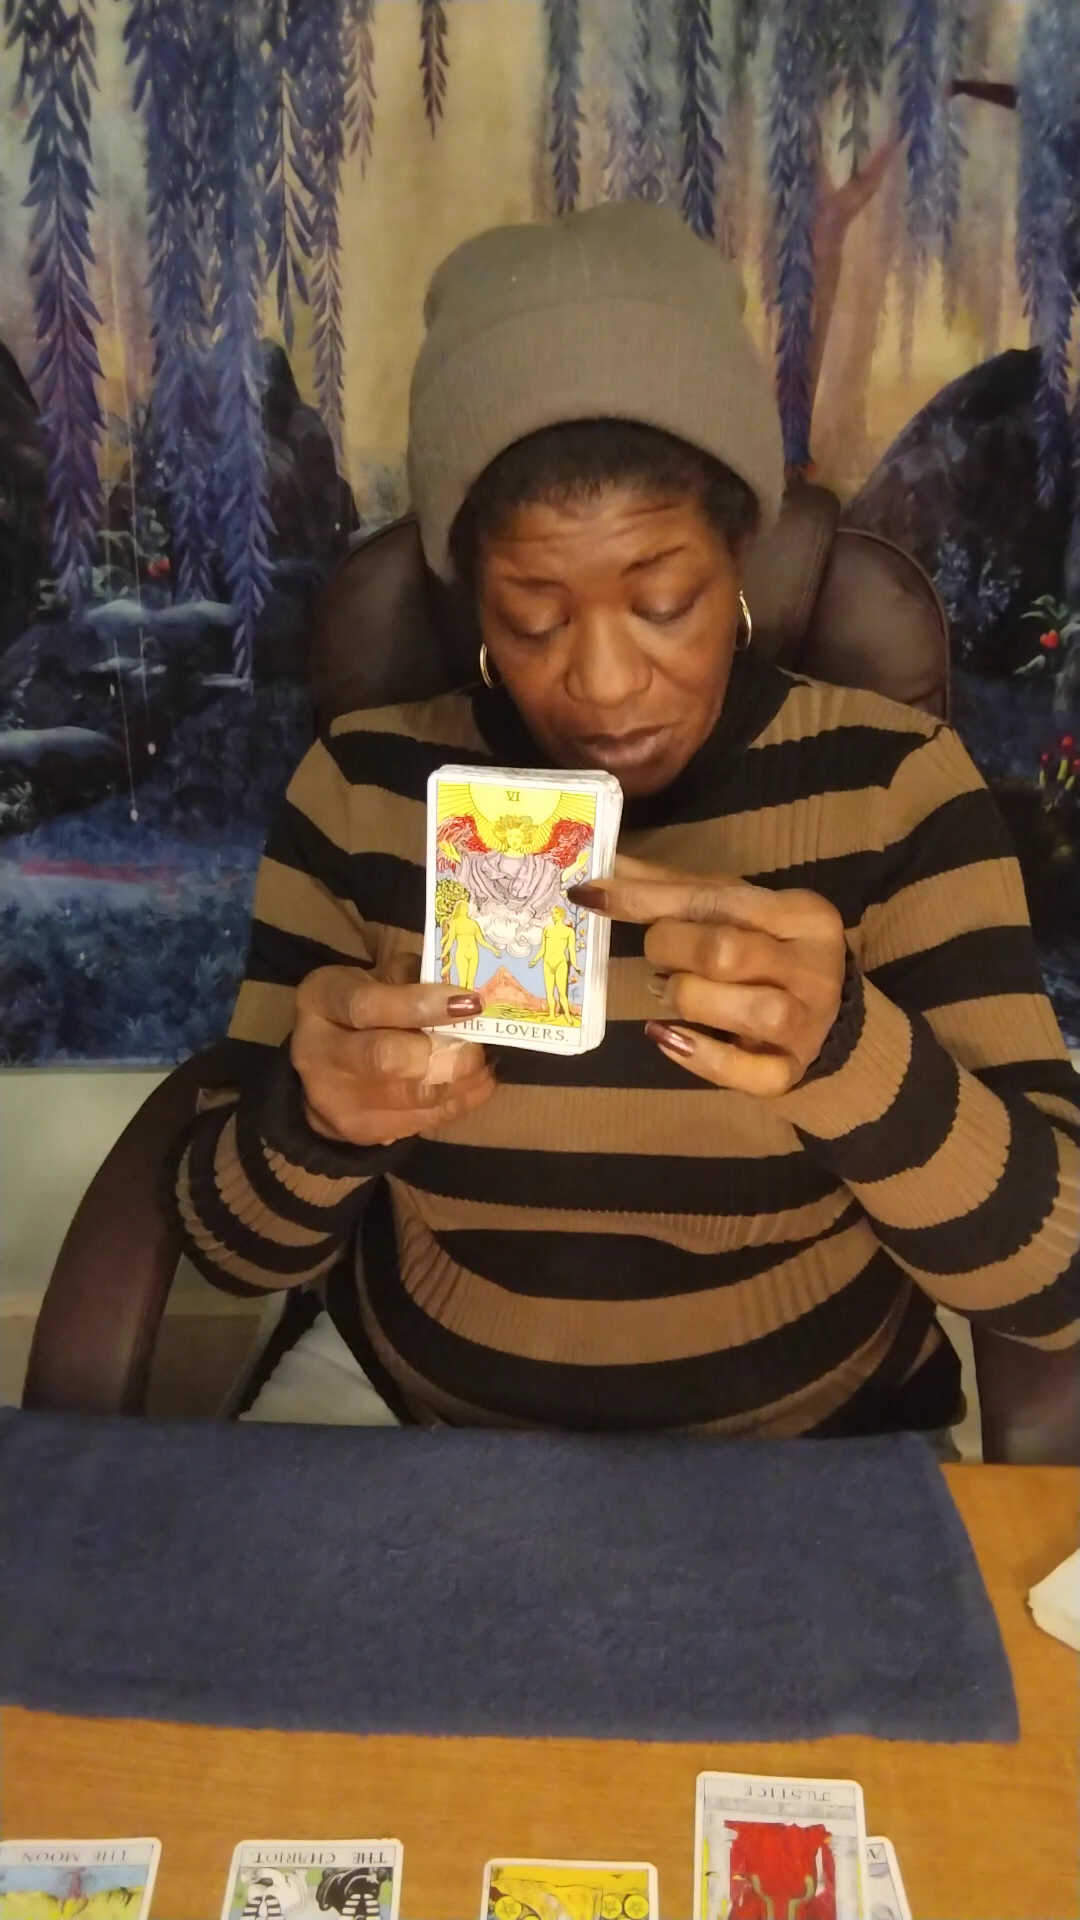 VI
THE LOVERS.
JUSTICE
THE MOON
THE CHARIOT.